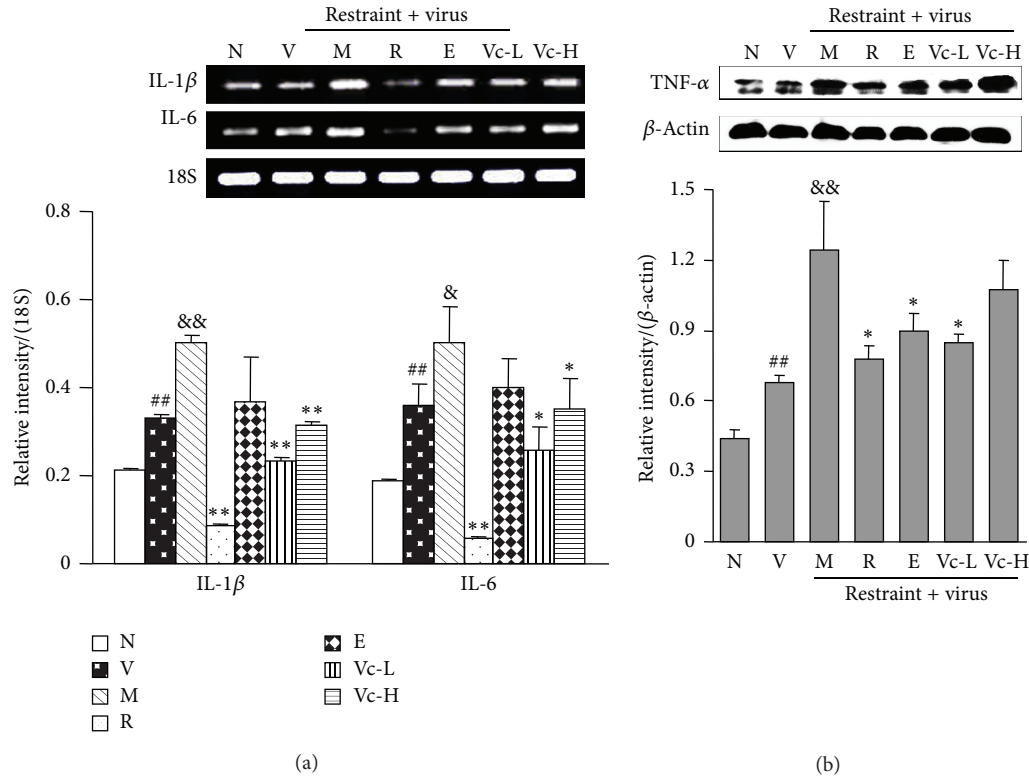 Restraint + virus
N V M R E Vc-L Vc-H
IL-1β
IL-6
18S
0.8
0.6
0.4
0.2
0
Relative intensity/(18S)
## && ** ** **
## & ** * *
IL-1β IL-6
N
V
M
R
E
Vc-L
Vc-H
(a)
Restraint + virus
N V M R E Vc-L Vc-H
TNF-α
β-Actin
1.5
1.2
0.9
0.6
0.3
0
Relative intensity/(β-actin)
## && * * *
N V M R E Vc-L Vc-H
Restraint + virus
(b)